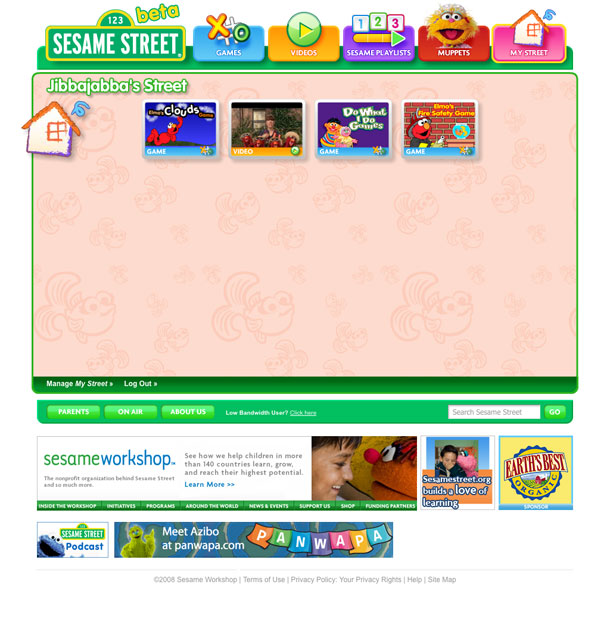 123
beta
SESAME STREET
GAMES
VIDEOS
1 2 3
SESAME PLAYLISTS
MUPPETS
MY STREET
Jibbajabba's Street
Elmo's Clouds Game
GAME
VIDEO
Do What I Do Games
GAME
Elmo's Fire Safety Game
GAME
Manage My Street »
Log Out »
PARENTS
ON AIR
ABOUT US
Low Bandwidth User? Click here
Search Sesame Street
GO
sesameworkshop™
The nonprofit organization behind Sesame Street
and so much more.
See how we help children in more
than 140 countries learn, grow,
and reach their highest potential.
Learn More >>
INSIDE THE WORKSHOP
INITIATIVES
PROGRAMS
AROUND THE WORLD
NEWS & EVENTS
SUPPORT US
SHOP
FUNDING PARTNERS
Sesamestreet.org
builds a love of
learning
EARTH'S BEST
ORGANIC
SPONSOR
SESAME STREET
Podcast
Meet Azibo
at panwapa.com
PANWAPA
©2008 Sesame Workshop | Terms of Use | Privacy Policy: Your Privacy Rights | Help | Site Map